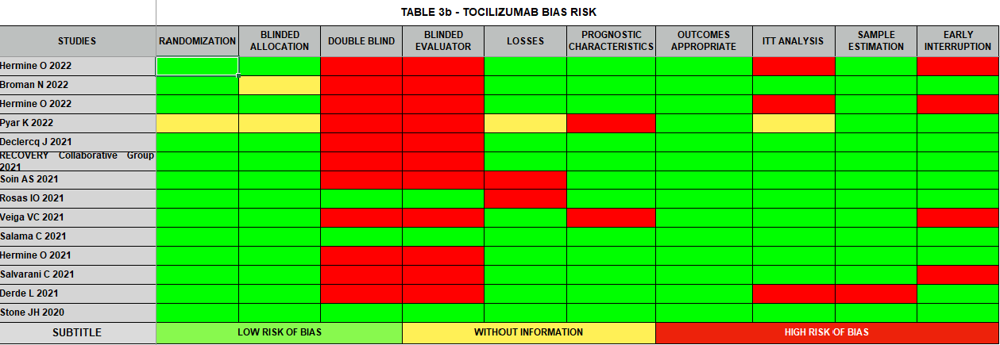 TABLE 3b - TOCILIZUMAB BIAS RISK
STUDIES RANDOMIZATION BLINDED ALLOCATION DOUBLE BLIND BLINDED EVALUATOR LOSSES PROGNOSTIC CHARACTERISTICS OUTCOMES APPROPRIATE ITT ANALYSIS SAMPLE ESTIMATION EARLY INTERRUPTION
Hermine O 2022
Broman N 2022
Hermine O 2022
Pyar K 2022
Declercq J 2021
RECOVERY Collaborative Group
2021
Soin AS 2021
Rosas IO 2021
Veiga VC 2021
Salama C 2021
Hermine O 2021
Salvarani C 2021
Derde L 2021
Stone JH 2020
SUBTITLE LOW RISK OF BIAS WITHOUT INFORMATION HIGH RISK OF BIAS